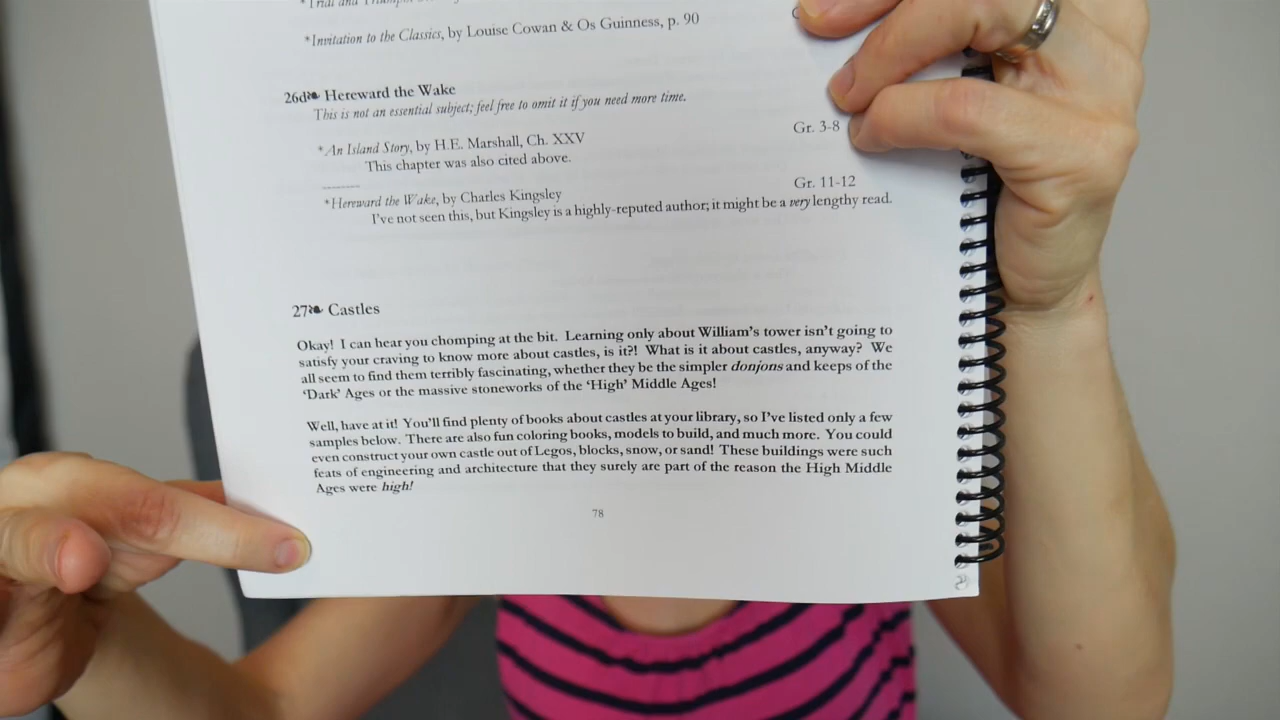 *Trial and Triumph
*Invitation to the Classics, by Louise Cowan & Os Guinness, p. 90
26d❧ Hereward the Wake
This is not an essential subject; feel free to omit it if you need more time.
*An Island Story, by H.E. Marshall, Ch. XXV Gr. 3-8
This chapter was also cited above.
*Hereward the Wake, by Charles Kingsley Gr. 11-12
I've not seen this, but Kingsley is a highly-reputed author; it might be a very lengthy read.
27❧ Castles
Okay! I can hear you chomping at the bit. Learning only about William's tower isn't going to
satisfy your craving to know more about castles, is it?! What is it about castles, anyway? We
all seem to find them terribly fascinating, whether they be the simpler donjons and keeps of the
'Dark' Ages or the massive stoneworks of the 'High' Middle Ages!
Well, have at it! You'll find plenty of books about castles at your library, so I've listed only a few
samples below. There are also fun coloring books, models to build, and much more. You could
even construct your own castle out of Legos, blocks, snow, or sand! These buildings were such
feats of engineering and architecture that they surely are part of the reason the High Middle
Ages were high!
78